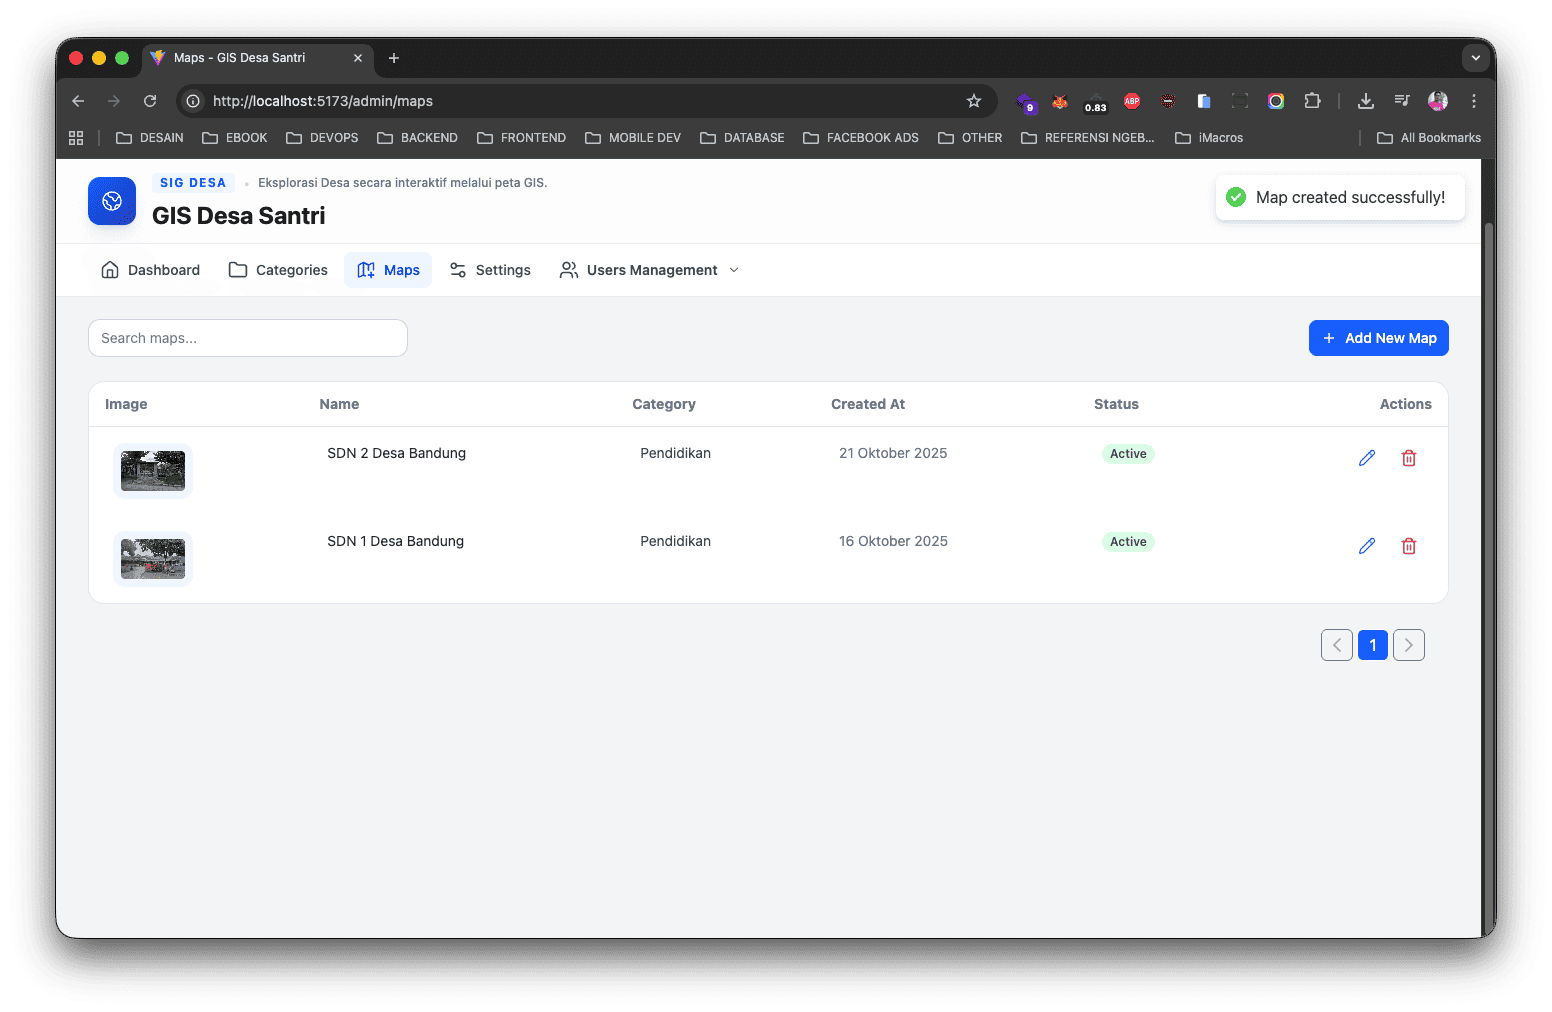 Maps - GIS Desa Santri
http://localhost:5173/admin/maps
9
0.83
ABP
DESAIN
EBOOK
DEVOPS
BACKEND
FRONTEND
MOBILE DEV
DATABASE
FACEBOOK ADS
OTHER
REFERENSI NGEB...
iMacros
All Bookmarks
SIG DESA • Eksplorasi Desa secara interaktif melalui peta GIS.
GIS Desa Santri
Map created successfully!
Dashboard
Categories
Maps
Settings
Users Management
Search maps...
+ Add New Map
Image Name Category Created At Status Actions
SDN 2 Desa Bandung Pendidikan 21 Oktober 2025 Active
SDN 1 Desa Bandung Pendidikan 16 Oktober 2025 Active
1